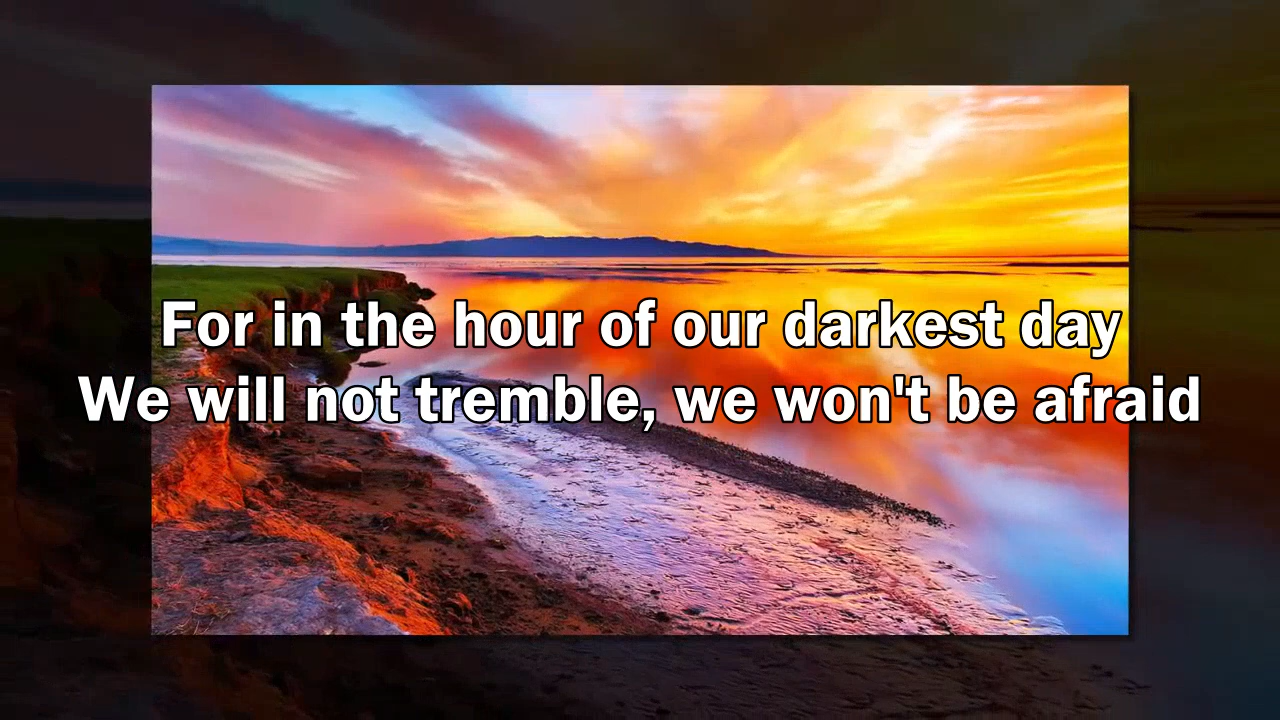 For in the hour of our darkest day
We will not tremble, we won't be afraid